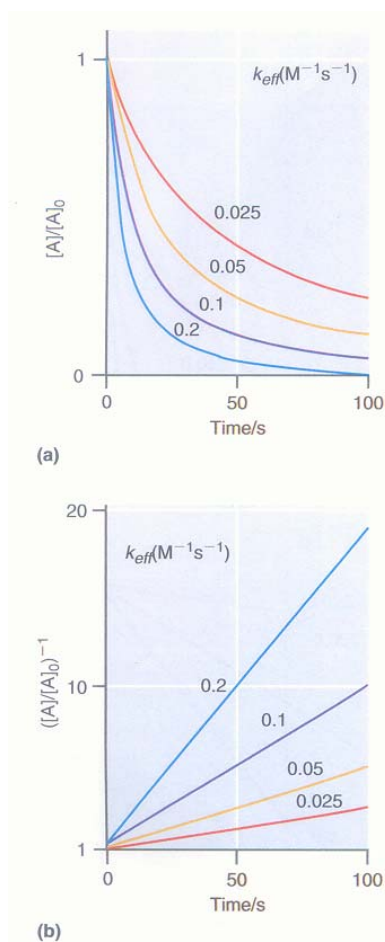 1
k_eff(M⁻¹s⁻¹)
[A]/[A]₀
0.025
0.05
0.1
0.2
0
0 50 100
Time/s
(a)
20
k_eff(M⁻¹s⁻¹)
([A]/[A]₀)⁻¹
0.2
10
0.1
0.05
0.025
1
0 50 100
Time/s
(b)